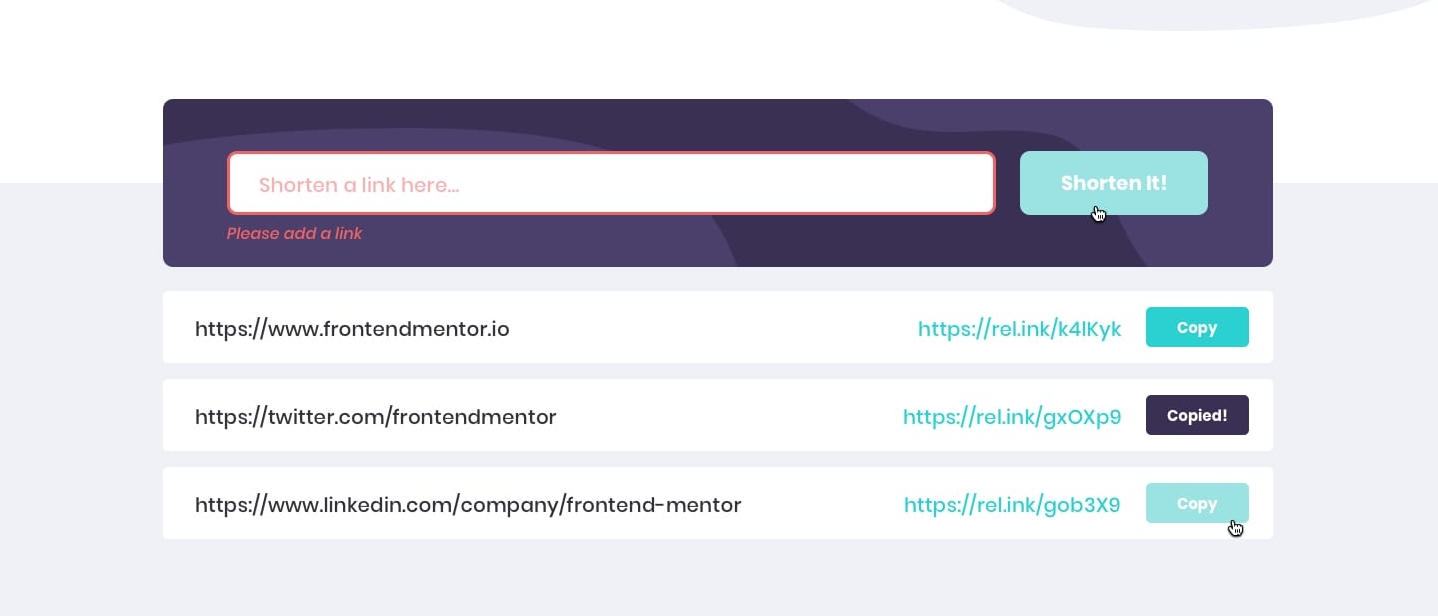 Shorten a link here...
Shorten It!
Please add a link
https://www.frontendmentor.io
https://rel.ink/k4lKyk
Copy
https://twitter.com/frontendmentor
https://rel.ink/gxOXp9
Copied!
https://www.linkedin.com/company/frontend-mentor
https://rel.ink/gob3X9
Copy